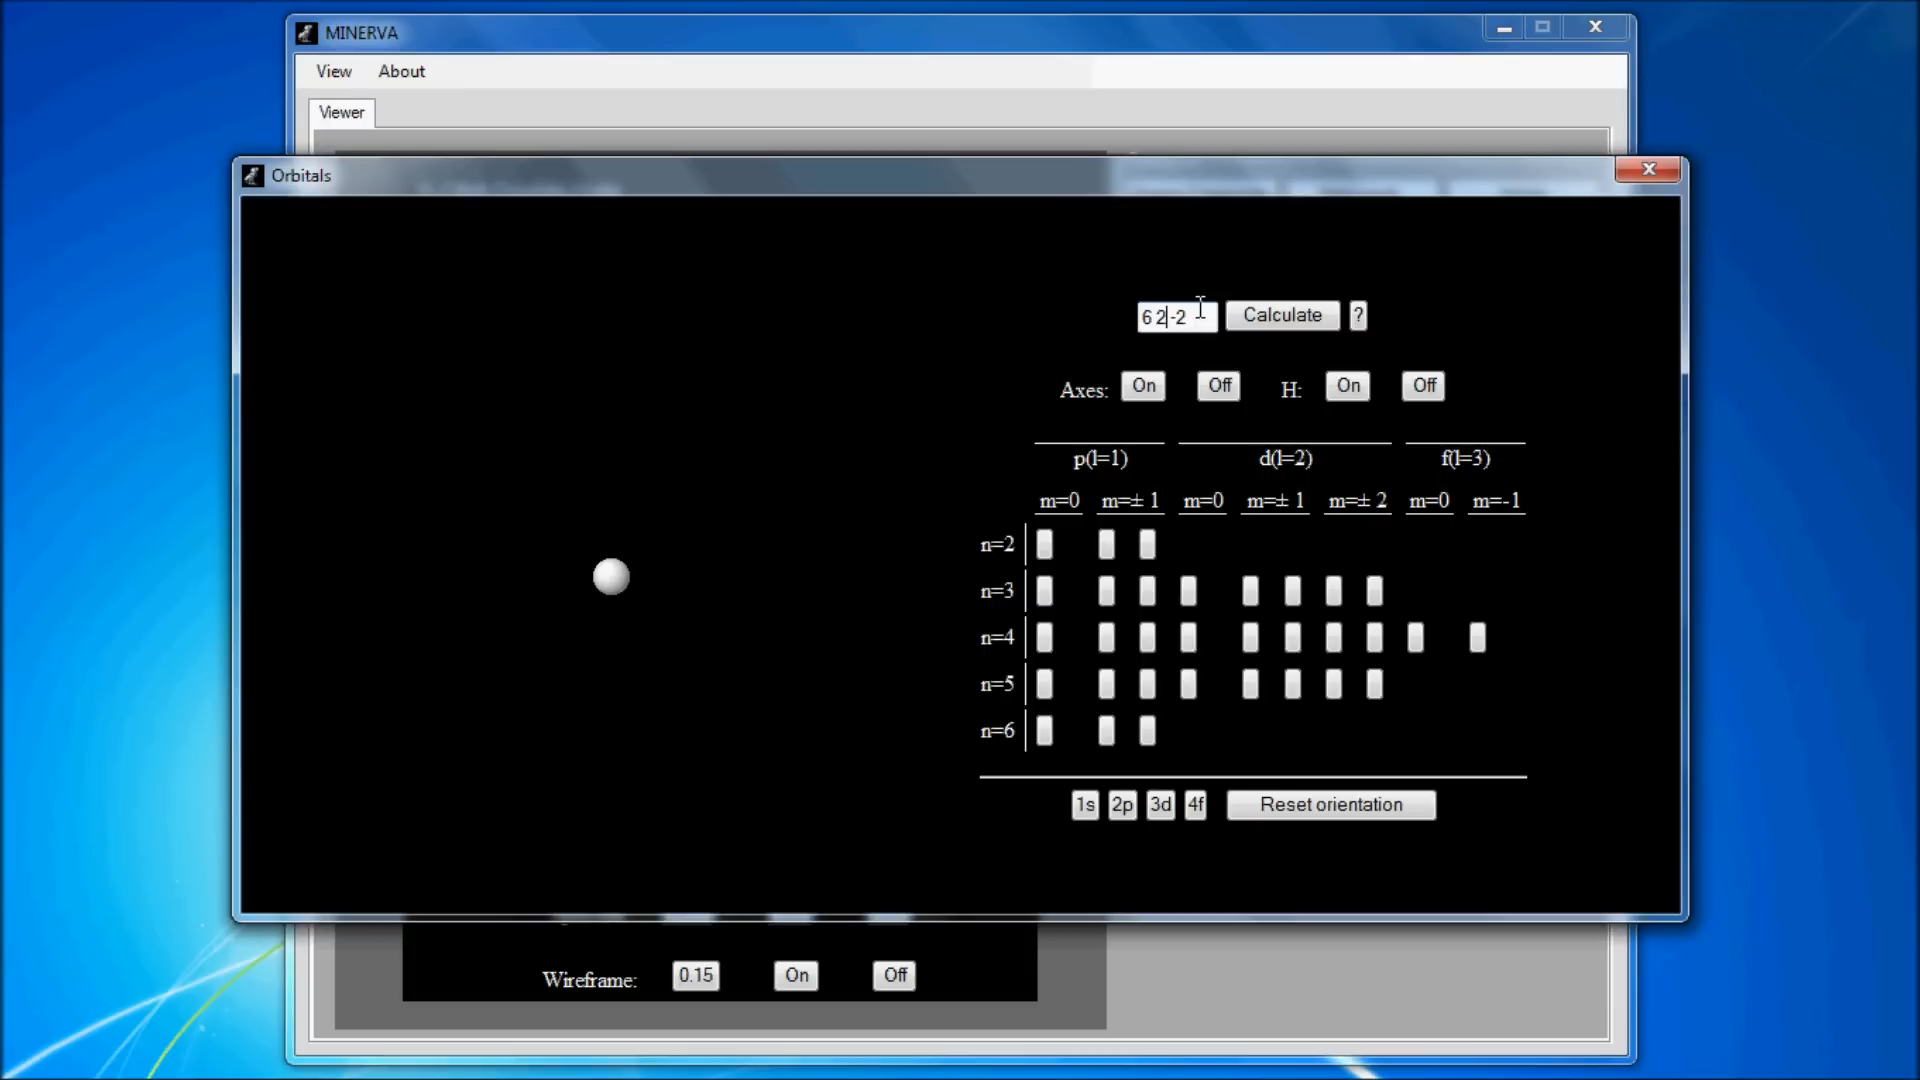 MINERVA
View About
Viewer
Orbitals
6 2 -2 Calculate ?
Axes: On Off H: On Off
p(l=1) d(l=2) f(l=3)
m=0 m=± 1 m=0 m=± 1 m=± 2 m=0 m=-1
n=2
n=3
n=4
n=5
n=6
1s 2p 3d 4f Reset orientation
Wireframe: 0.15 On Off